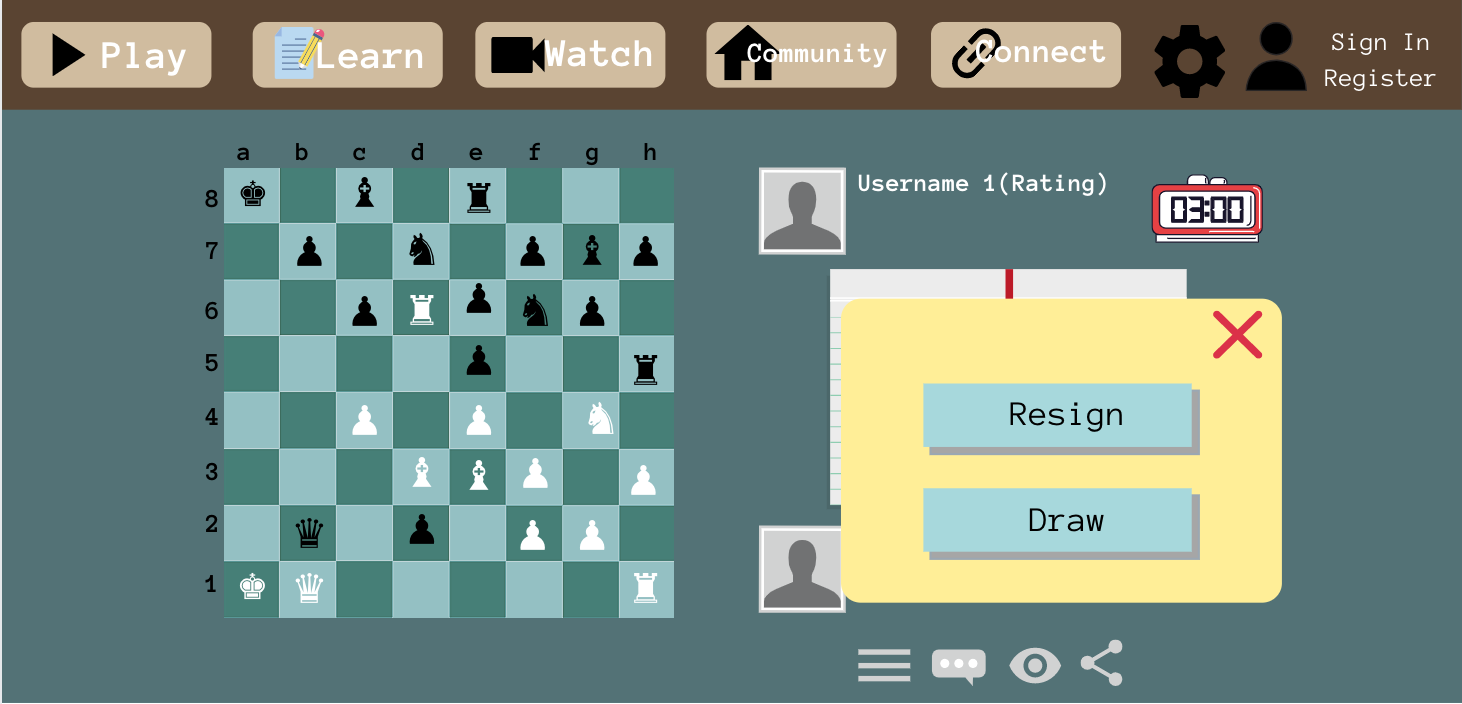 Play
Learn
Watch
Community
Connect
Sign In
Register
a b c d e f g h
8
7
6
5
4
3
2
1
Username 1(Rating)
03:00
Resign
Draw